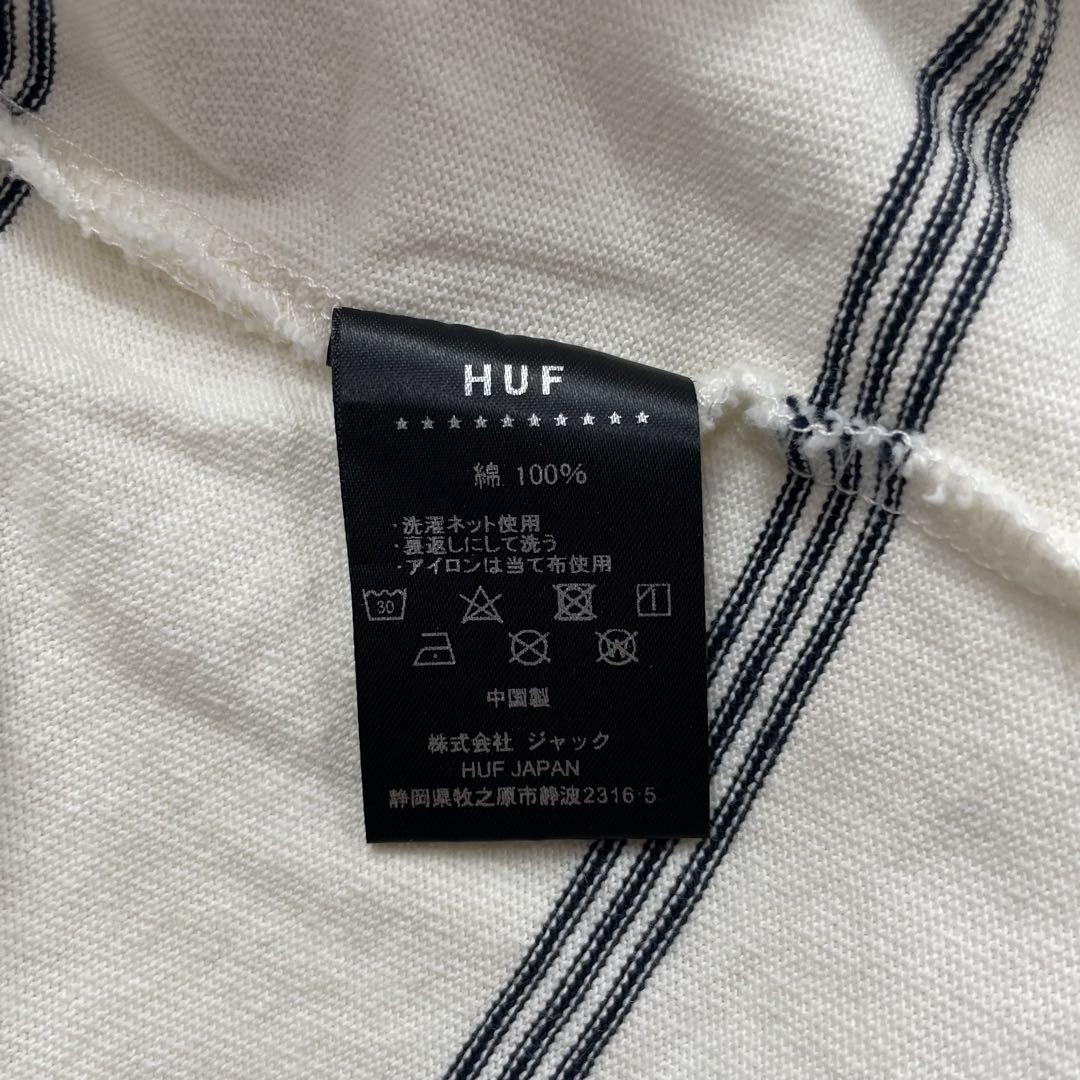 HUF
綿 100%
・洗濯ネット使用
・裏返しにして洗う
・アイロンは当て布使用
30
W
中国製
株式会社 ジャック
HUF JAPAN
静岡県牧之原市静波2316-5